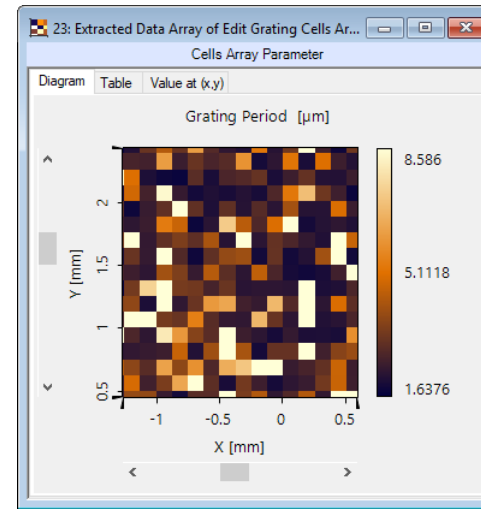 23: Extracted Data Array of Edit Grating Cells Ar...
Cells Array Parameter
Diagram Table Value at (x,y)
Grating Period [µm]
8.586
5.1118
1.6376
Y [mm]
2
1.5
1
0.5
-1 -0.5 0 0.5
X [mm]